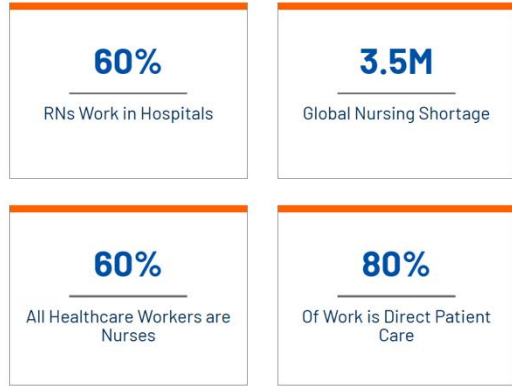 60%
RNs Work in Hospitals
3.5M
Global Nursing Shortage
60%
All Healthcare Workers are
Nurses
80%
Of Work is Direct Patient
Care